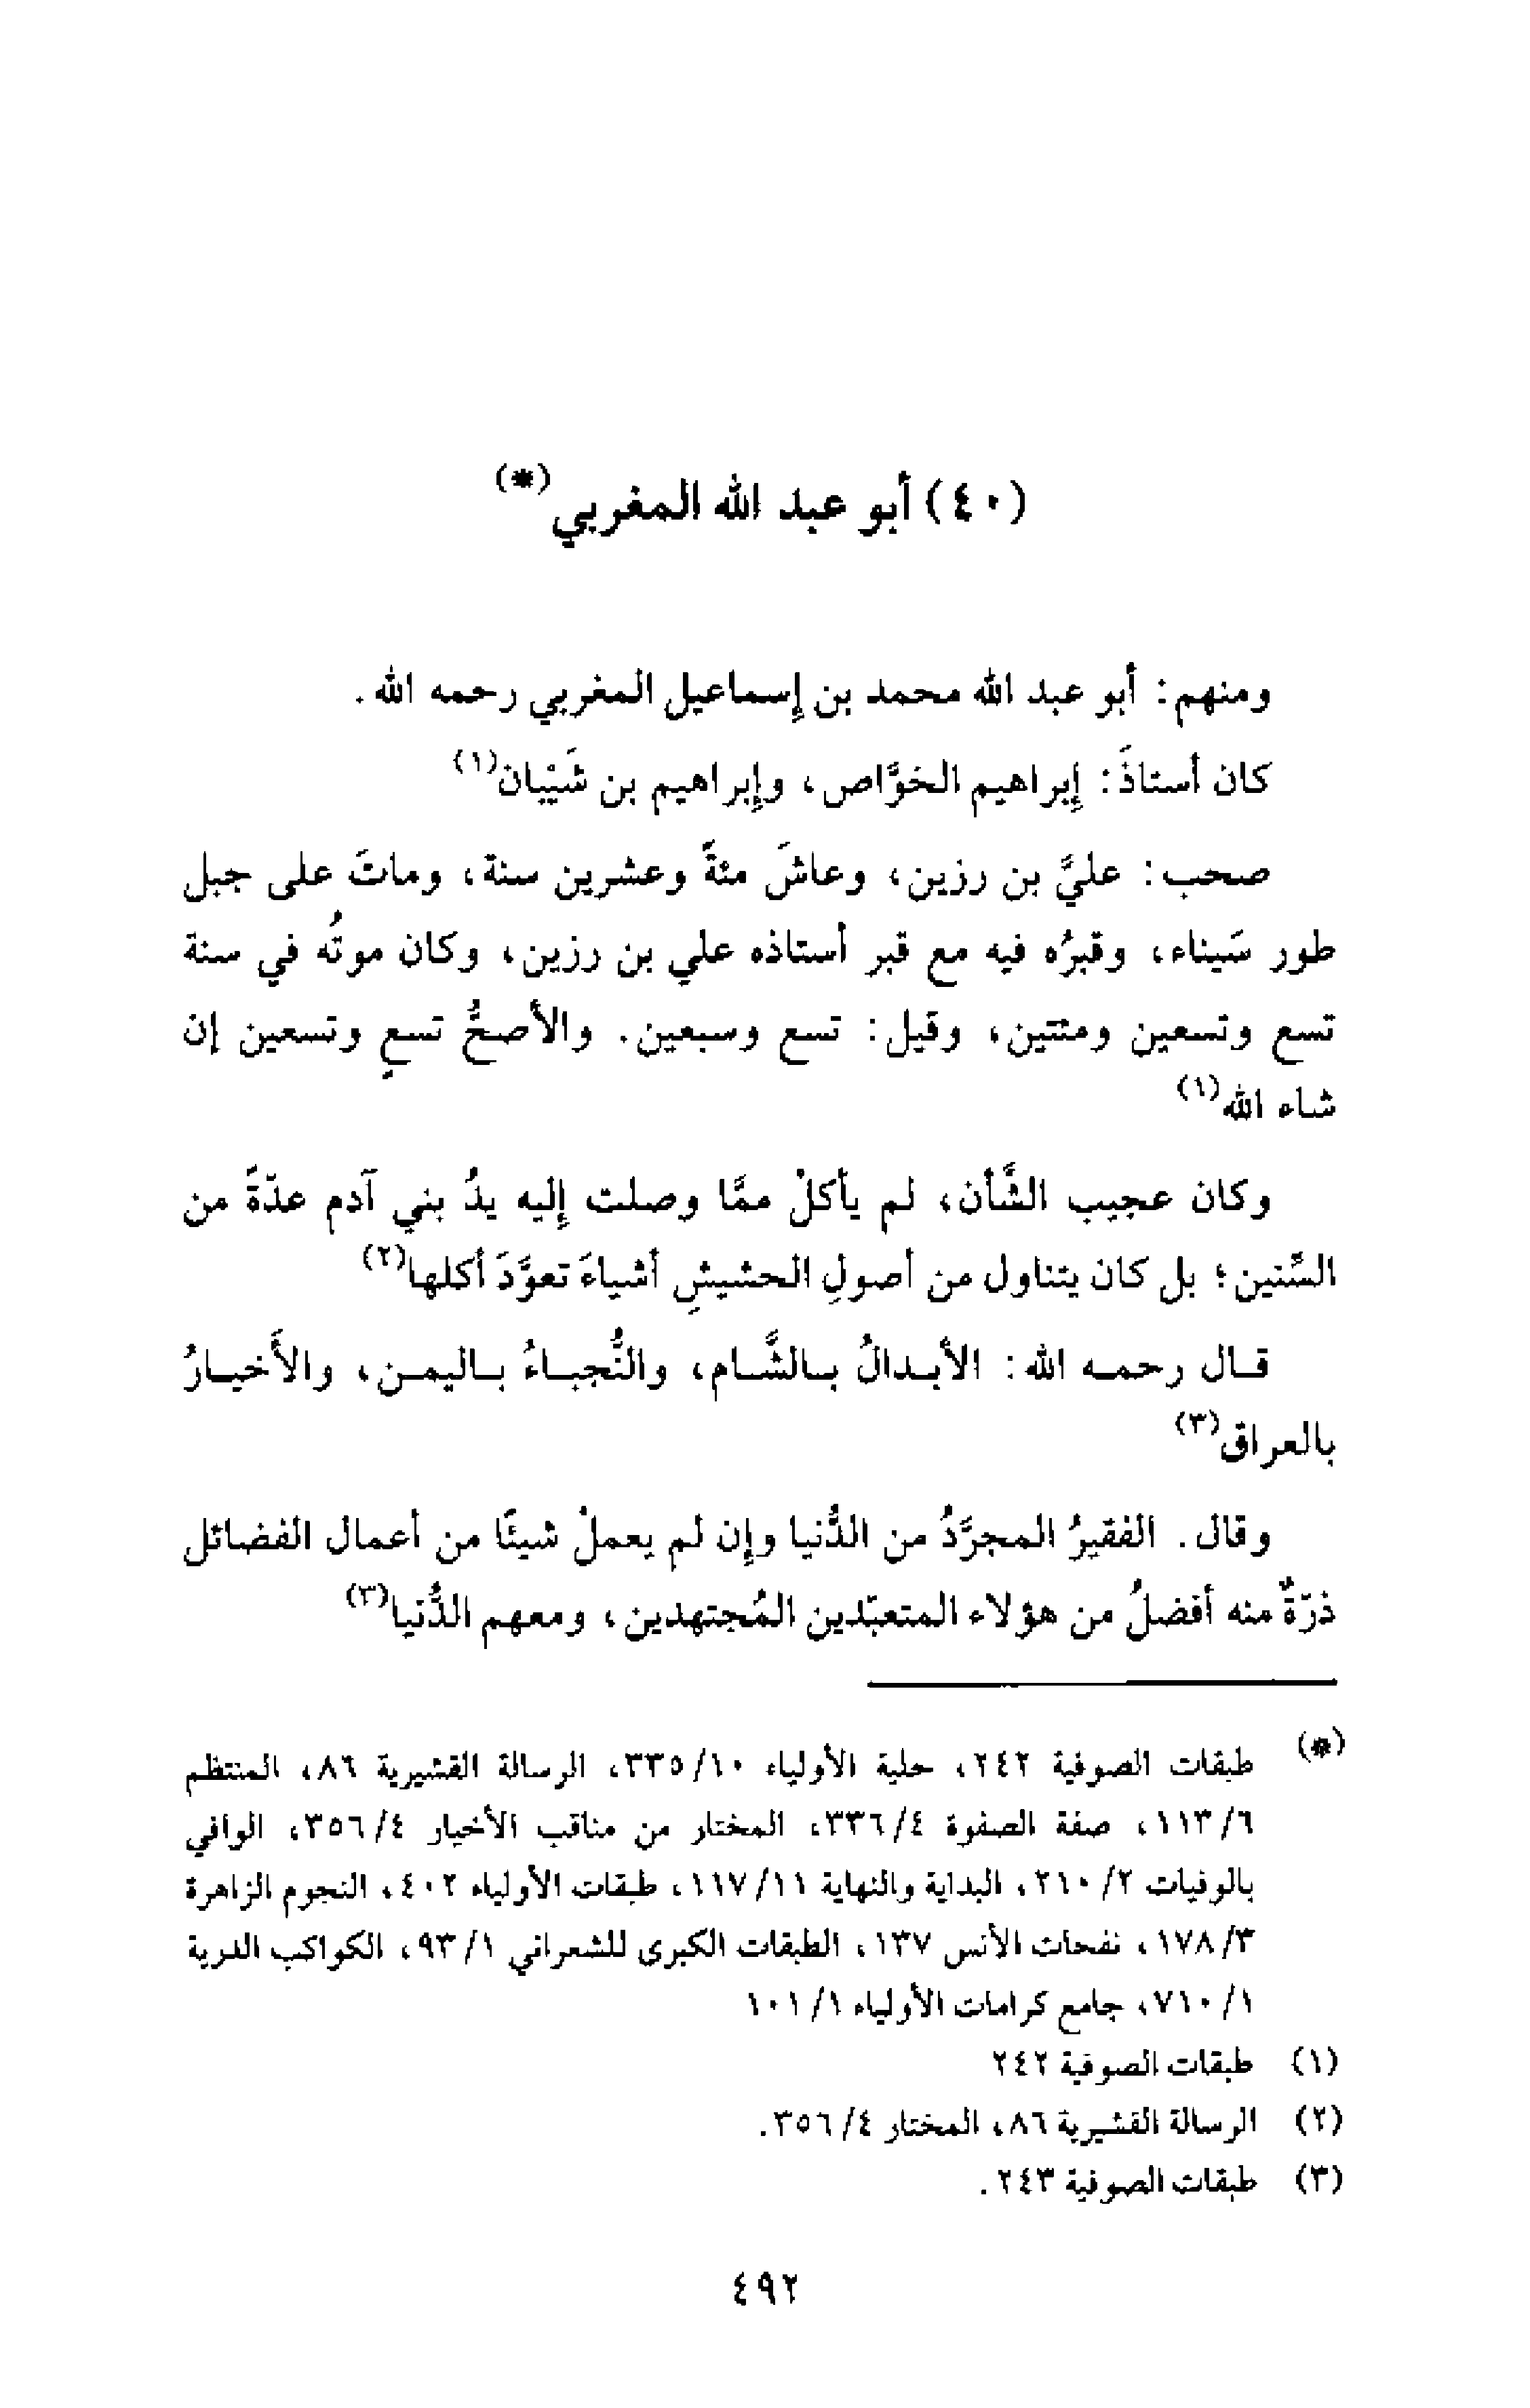 (٤٠) أبو عبد الله المغربي(*)
ومنهم: أبو عبد الله محمد بن إسماعيل المغربي رحمه الله.
كان أستاذَ: إبراهيم الخوَّاص، وإبراهيم بن شَيْبان(١)
صحب: عليَّ بن رزين، وعاشَ مئةً وعشرين سنة، وماتَ على جبل
طور سَيناء، وقبرُه فيه مع قبر أستاذه علي بن رزين، وكان موتُه في سنة
تسع وتسعين ومئتين، وقيل: تسع وسبعين. والأصحُّ تسعٍ وتسعين إن
شاء الله(١)
وكان عجيب الشَّأن، لم يأكلْ ممَّا وصلت إليه يدُ بني آدم عدّةً من
السِّنين؛ بل كان يتناول من أصولِ الحشيشِ أشياءَ تعوَّدَ أكلها(٢)
قال رحمه الله: الأبدالُ بالشَّام، والنُّجباءُ باليمن، والأَخيارُ
بالعراق(٣)
وقال. الفقيرُ المجرَّدُ من الدُّنيا وإن لم يعملْ شيئًا من أعمال الفضائل
ذرّةٌ منه أفضلُ من هؤلاء المتعبّدين المُجتهدين، ومعهم الدُّنيا(٣)
(*) طبقات الصوفية ٢٤٢، حلية الأولياء ١٠/ ٣٣٥، الرسالة القشيرية ٨٦، المنتظم
٦/ ١١٣، صفة الصفوة ٤/ ٣٣٦، المختار من مناقب الأخيار ٤/ ٣٥٦، الوافي
بالوفيات ٢/ ٢١٠، البداية والنهاية ١١/ ١١٧، طبقات الأولياء ٤٠٢، النجوم الزاهرة
٣/ ١٧٨، نفحات الأنس ١٣٧، الطبقات الكبرى للشعراني ١/ ٩٣، الكواكب الدرية
١/ ٧١٠، جامع كرامات الأولياء ١/ ١٠١
(١) طبقات الصوفية ٢٤٢
(٢) الرسالة القشيرية ٨٦، المختار ٤/ ٣٥٦.
(٣) طبقات الصوفية ٢٤٣.
٤٩٢